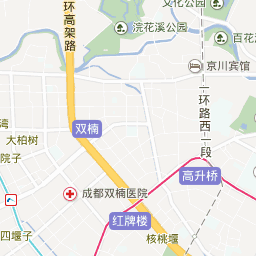 文化公园
环高架路
浣花溪公园
百花
京川宾馆
一环路西一段
湾
双楠
大柏树
院子
高升桥
成都双楠医院
红牌楼
四堰子
核桃堰